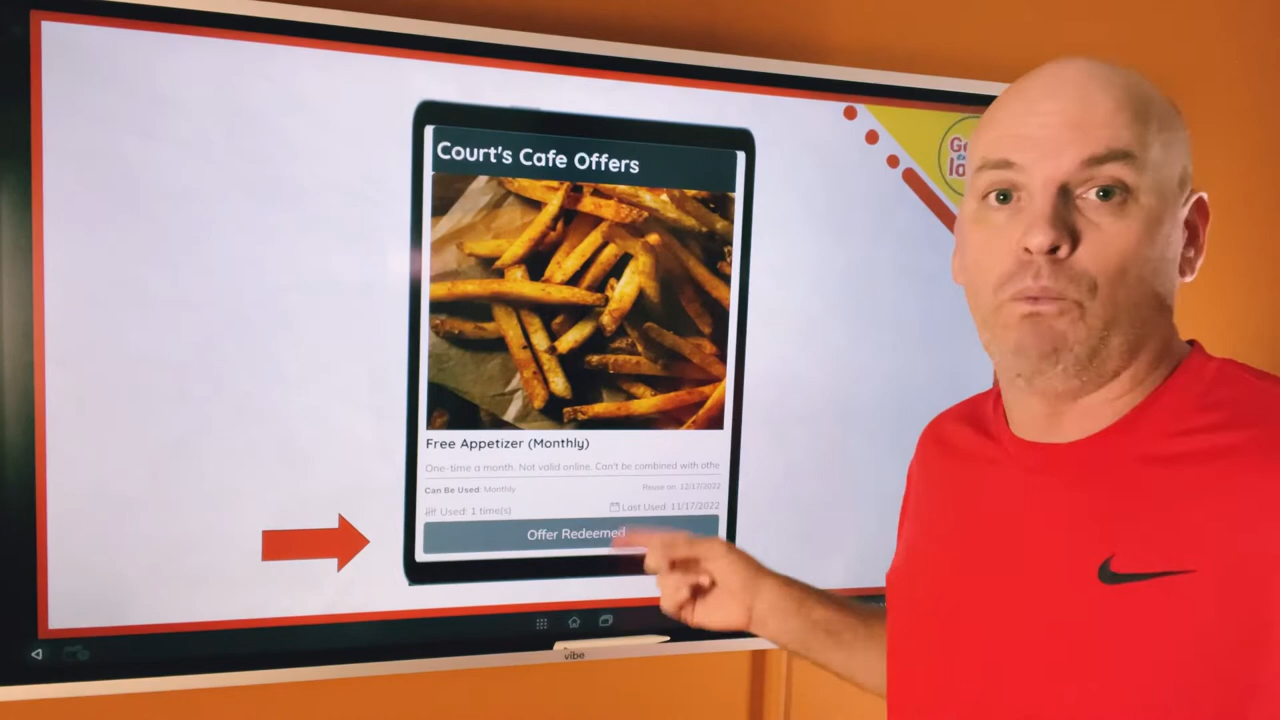 Court's Cafe Offers
Free Appetizer (Monthly)
One-time a month. Not valid online. Can't be combined with othe
Can Be Used: Monthly
Reuse on: 12/17/2022
Used: 1 time(s)
Last Used: 11/17/2022
Offer Redeemed
vibe